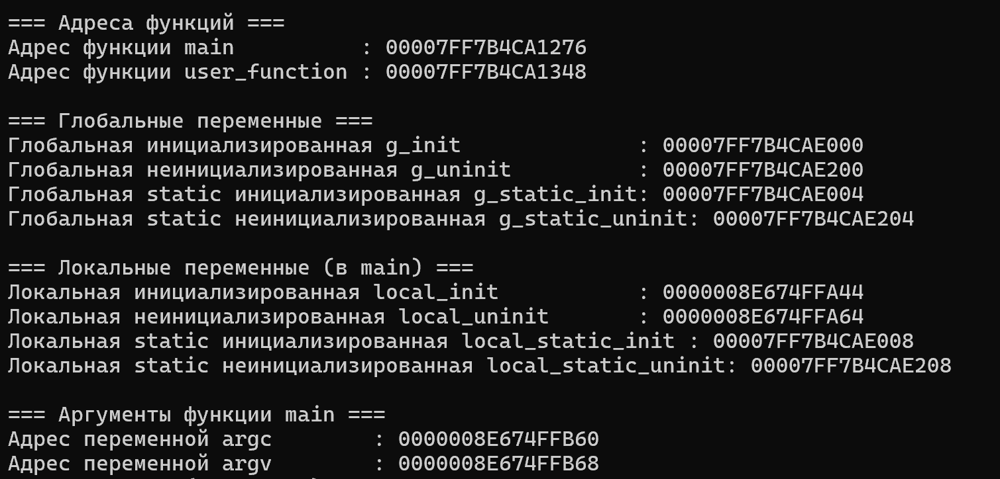 === Адреса функций ===
Адрес функции main : 00007FF7B4CA1276
Адрес функции user_function : 00007FF7B4CA1348
=== Глобальные переменные ===
Глобальная инициализированная g_init : 00007FF7B4CAE000
Глобальная неинициализированная g_uninit : 00007FF7B4CAE200
Глобальная static инициализированная g_static_init: 00007FF7B4CAE004
Глобальная static неинициализированная g_static_uninit: 00007FF7B4CAE204
=== Локальные переменные (в main) ===
Локальная инициализированная local_init : 0000008E674FFA44
Локальная неинициализированная local_uninit : 0000008E674FFA64
Локальная static инициализированная local_static_init : 00007FF7B4CAE008
Локальная static неинициализированная local_static_uninit: 00007FF7B4CAE208
=== Аргументы функции main ===
Адрес переменной argc : 0000008E674FFB60
Адрес переменной argv : 0000008E674FFB68